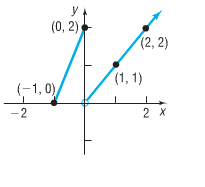 y
(0, 2)
(2, 2)
(1, 1)
(−1, 0)
−2 2 x